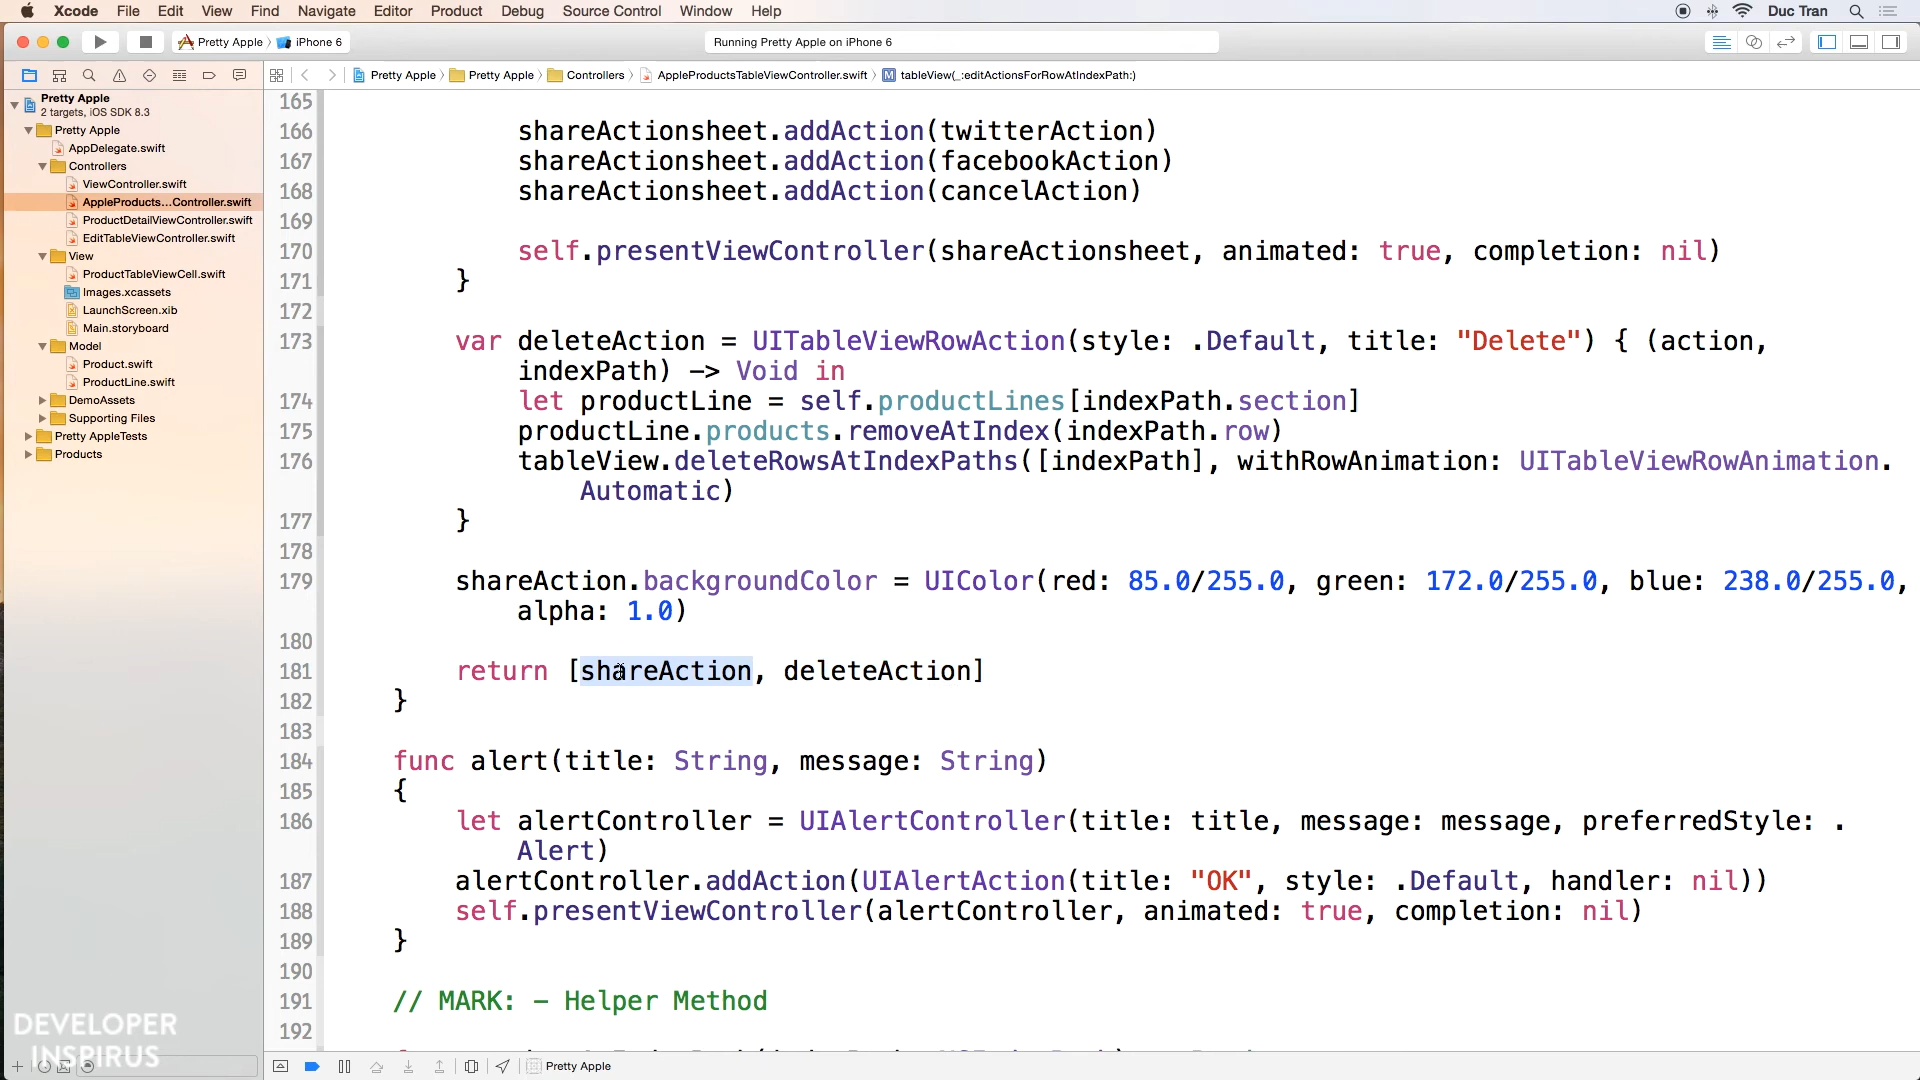 Xcode File Edit View Find Navigate Editor Product Debug Source Control Window Help Duc Tran
Pretty Apple iPhone 6 Running Pretty Apple on iPhone 6
Pretty Apple Pretty Apple Controllers AppleProductsTableViewController.swift M tableView(_:editActionsForRowAtIndexPath:)
Pretty Apple
2 targets, iOS SDK 8.3
Pretty Apple
AppDelegate.swift
Controllers
ViewController.swift
AppleProducts...Controller.swift
ProductDetailViewController.swift
EditTableViewController.swift
View
ProductTableViewCell.swift
Images.xcassets
LaunchScreen.xib
Main.storyboard
Model
Product.swift
ProductLine.swift
DemoAssets
Supporting Files
Pretty AppleTests
Products
165
166 shareActionsheet.addAction(twitterAction)
167 shareActionsheet.addAction(facebookAction)
168 shareActionsheet.addAction(cancelAction)
169
170 self.presentViewController(shareActionsheet, animated: true, completion: nil)
171 }
172
173 var deleteAction = UITableViewRowAction(style: .Default, title: "Delete") { (action,
indexPath) -> Void in
174 let productLine = self.productLines[indexPath.section]
175 productLine.products.removeAtIndex(indexPath.row)
176 tableView.deleteRowsAtIndexPaths([indexPath], withRowAnimation: UITableViewRowAnimation.
Automatic)
177 }
178
179 shareAction.backgroundColor = UIColor(red: 85.0/255.0, green: 172.0/255.0, blue: 238.0/255.0,
alpha: 1.0)
180
181 return [shareAction, deleteAction]
182 }
183
184 func alert(title: String, message: String)
185 {
186 let alertController = UIAlertController(title: title, message: message, preferredStyle: .
Alert)
187 alertController.addAction(UIAlertAction(title: "OK", style: .Default, handler: nil))
188 self.presentViewController(alertController, animated: true, completion: nil)
189 }
190
191 // MARK: - Helper Method
192
DEVELOPER
INSPIRUS
Pretty Apple